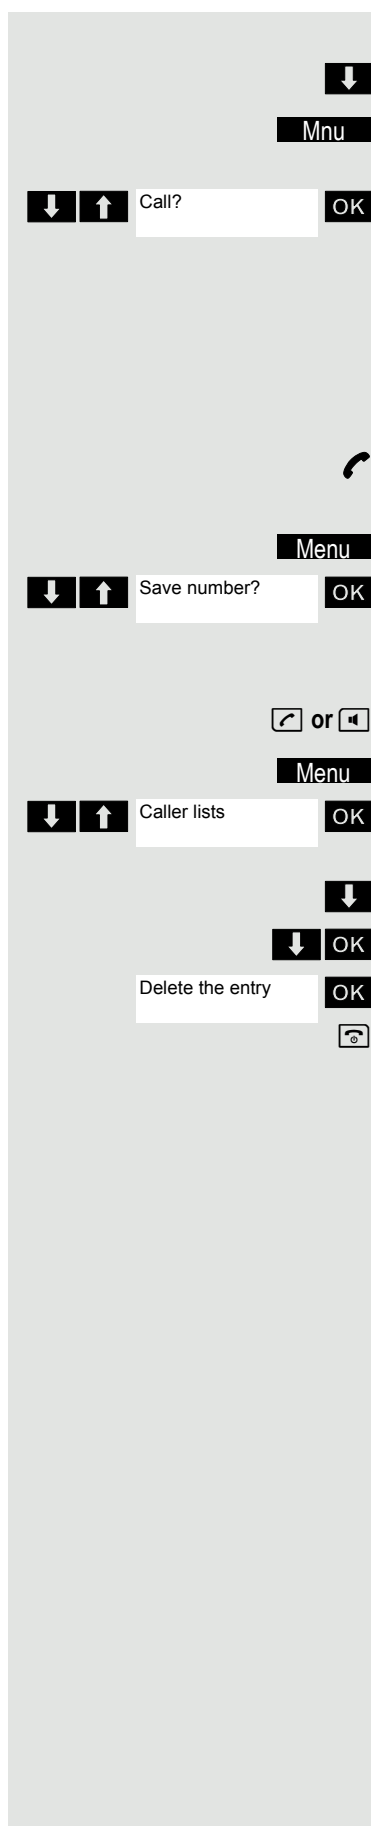 Mnu
Call? OK
Menu
Save number? OK
or
Menu
Caller lists OK
OK
Delete the entry OK